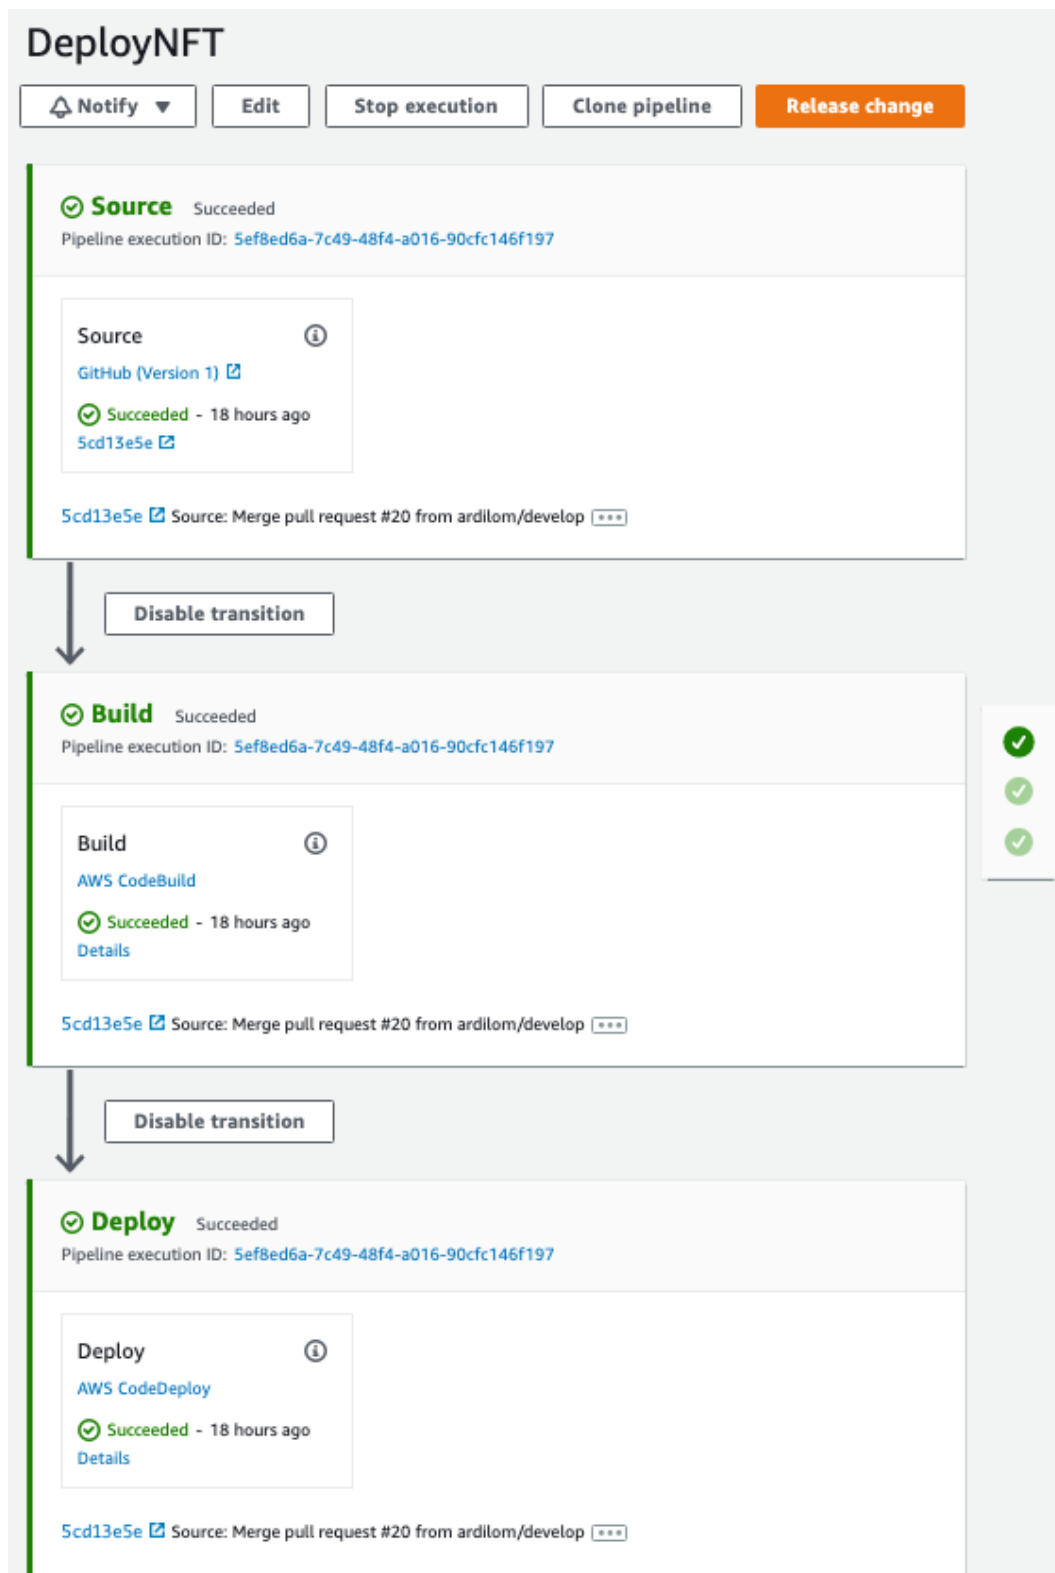 DeployNFT
Notify Edit Stop execution Clone pipeline Release change
Source Succeeded
Pipeline execution ID: 5ef8ed6a-7c49-48f4-a016-90cfc146f197
Source
GitHub (Version 1)
Succeeded - 18 hours ago
5cd13e5e
5cd13e5e Source: Merge pull request #20 from ardilom/develop
Disable transition
Build Succeeded
Pipeline execution ID: 5ef8ed6a-7c49-48f4-a016-90cfc146f197
Build
AWS CodeBuild
Succeeded - 18 hours ago
Details
5cd13e5e Source: Merge pull request #20 from ardilom/develop
Disable transition
Deploy Succeeded
Pipeline execution ID: 5ef8ed6a-7c49-48f4-a016-90cfc146f197
Deploy
AWS CodeDeploy
Succeeded - 18 hours ago
Details
5cd13e5e Source: Merge pull request #20 from ardilom/develop